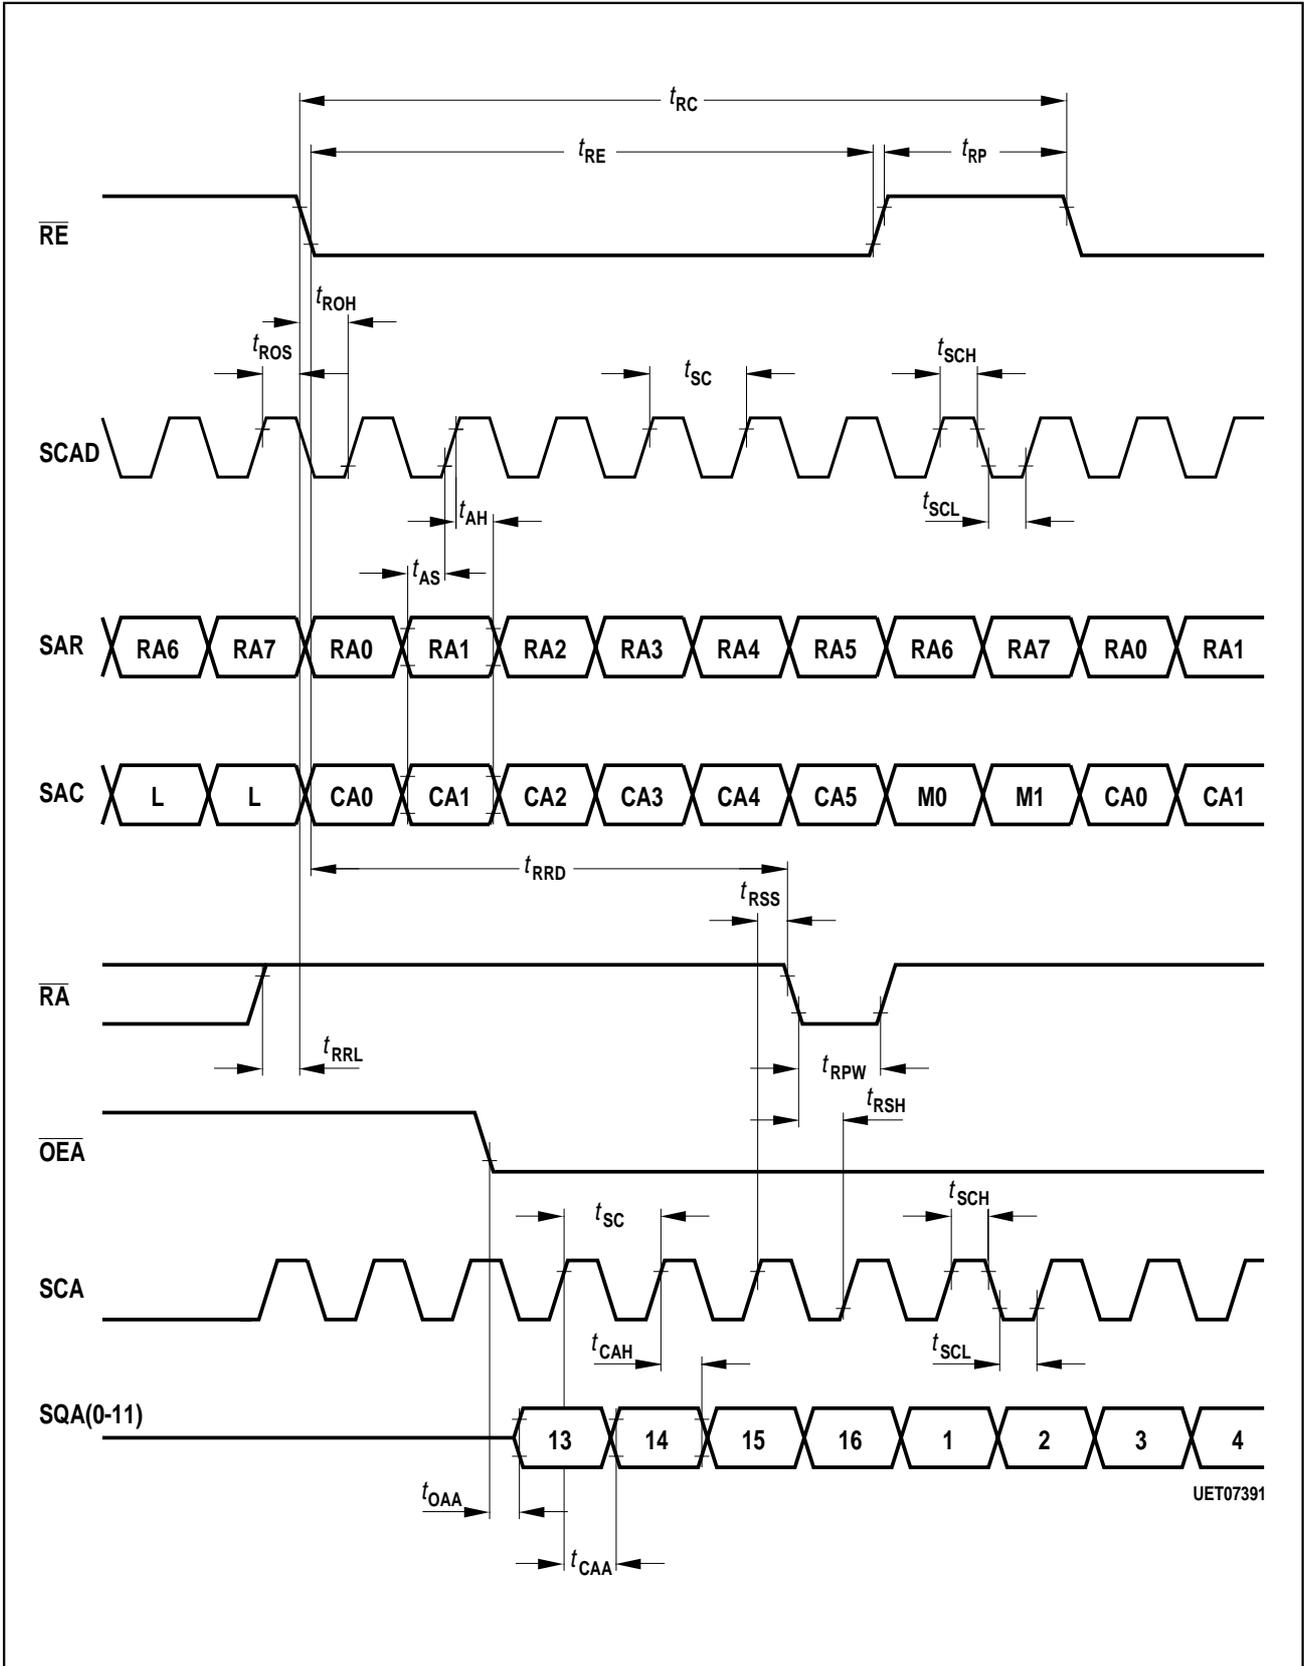 tRC
tRE tRP
RE
tROH
tROS tSC tSCH
SCAD
tAH tSCL
tAS
SAR RA6 RA7 RA0 RA1 RA2 RA3 RA4 RA5 RA6 RA7 RA0 RA1
SAC L L CA0 CA1 CA2 CA3 CA4 CA5 M0 M1 CA0 CA1
tRRD
tRSS
RA
tRRL tRPW
tRSH
OEA
tSC tSCH
SCA
tCAH tSCL
SQA(0-11)
13 14 15 16 1 2 3 4
tOAA UET07391
tCAA